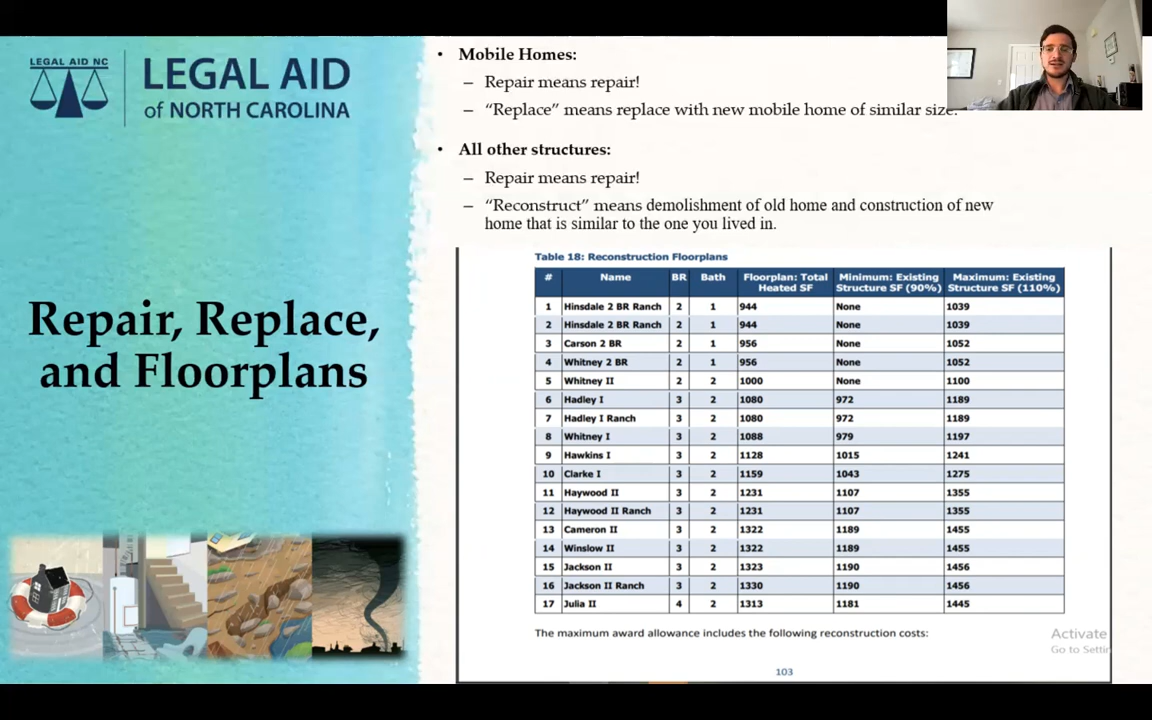 LEGAL AID NC
LEGAL AID
of NORTH CAROLINA
Repair, Replace,
and Floorplans
• Mobile Homes:
– Repair means repair!
– “Replace” means replace with new mobile home of similar size.
• All other structures:
– Repair means repair!
– “Reconstruct” means demolishment of old home and construction of new
home that is similar to the one you lived in.
Table 18: Reconstruction Floorplans
# Name BR Bath Floorplan: Total Heated SF Minimum: Existing Structure SF (90%) Maximum: Existing Structure SF (110%)
1 Hinsdale 2 BR Ranch 2 1 944 None 1039
2 Hinsdale 2 BR Ranch 2 1 944 None 1039
3 Carson 2 BR 2 1 956 None 1052
4 Whitney 2 BR 2 1 956 None 1052
5 Whitney II 2 2 1000 None 1100
6 Hadley I 3 2 1080 972 1189
7 Hadley I Ranch 3 2 1080 972 1189
8 Whitney I 3 2 1088 979 1197
9 Hawkins I 3 2 1128 1015 1241
10 Clarke I 3 2 1159 1043 1275
11 Haywood II 3 2 1231 1107 1355
12 Haywood II Ranch 3 2 1231 1107 1355
13 Cameron II 3 2 1322 1189 1455
14 Winslow II 3 2 1322 1189 1455
15 Jackson II 3 2 1323 1190 1456
16 Jackson II Ranch 3 2 1330 1190 1456
17 Julia II 4 2 1313 1181 1445
The maximum award allowance includes the following reconstruction costs:
103
Activate
Go to Settin